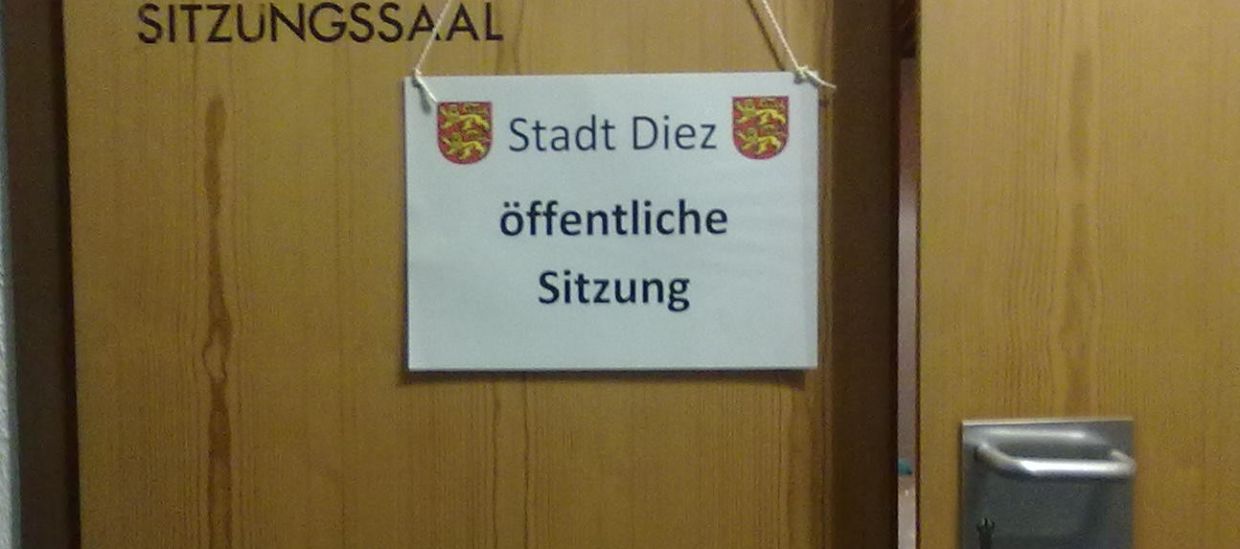 SITZUNGSSAAL
Stadt Diez
öffentliche
Sitzung